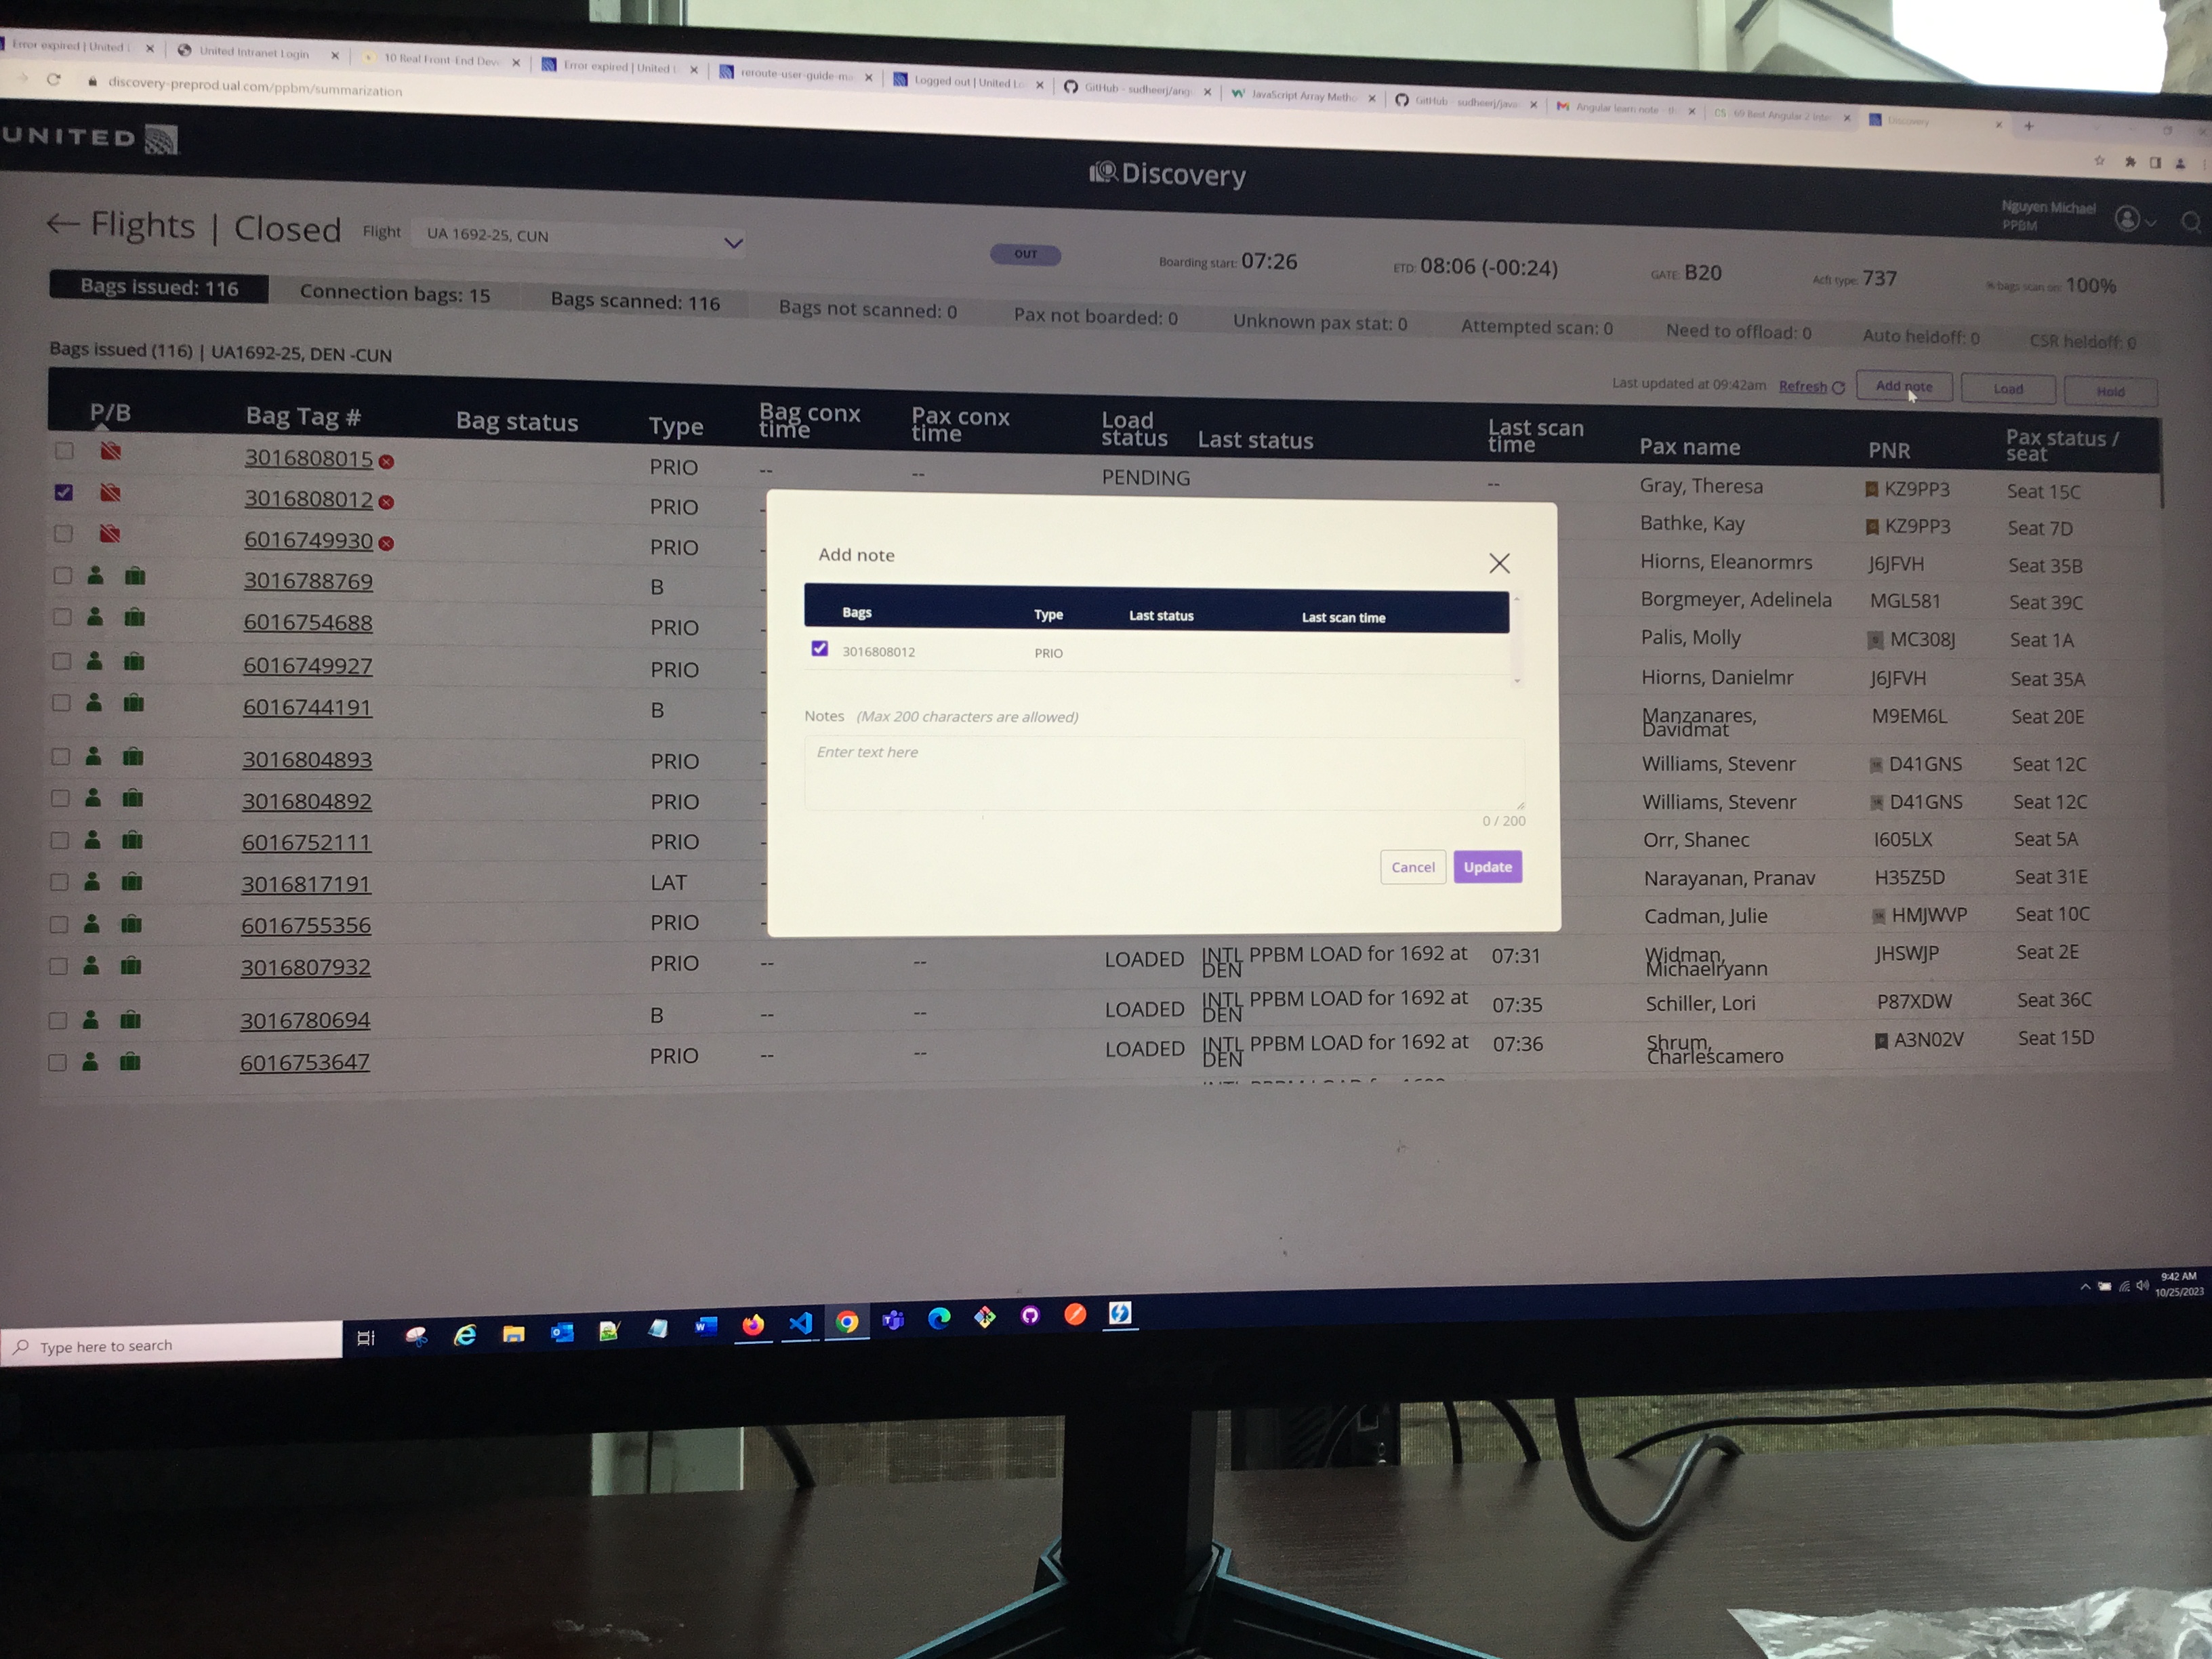 Error expired | United
United Intranet Login
10 Real Front-End Deve
Error expired | United L
reroute-user-guide-ma
Logged out | United Lo
GitHub - sudheerj/ang
JavaScript Array Metho
GitHub - sudheerj/java
Angular learn note - th
69 Best Angular 2 Inte
Discovery
discovery-preprod.ual.com/ppbm/summarization
UNITED
Discovery
Nguyen Michael
PPBM
Flights | Closed
Flight
UA 1692-25, CUN
OUT
Boarding start: 07:26
ETD: 08:06 (-00:24)
GATE: B20
Acft type: 737
% bags scan on: 100%
Bags issued: 116
Connection bags: 15
Bags scanned: 116
Bags not scanned: 0
Pax not boarded: 0
Unknown pax stat: 0
Attempted scan: 0
Need to offload: 0
Auto heldoff: 0
CSR heldoff: 0
Bags issued (116) | UA1692-25, DEN -CUN
Last updated at 09:42am Refresh
Add note
Load
Hold
P/B Bag Tag # Bag status Type Bag conx time Pax conx time Load status Last status Last scan time Pax name PNR Pax status / seat
3016808015 PRIO -- -- PENDING -- Gray, Theresa KZ9PP3 Seat 15C
3016808012 PRIO Bathke, Kay KZ9PP3 Seat 7D
6016749930 PRIO Hiorns, Eleanormrs J6JFVH Seat 35B
3016788769 B Borgmeyer, Adelinela MGL581 Seat 39C
6016754688 PRIO Palis, Molly MC308J Seat 1A
6016749927 PRIO Hiorns, Danielmr J6JFVH Seat 35A
6016744191 B Manzanares, Davidmat M9EM6L Seat 20E
3016804893 PRIO Williams, Stevenr D41GNS Seat 12C
3016804892 PRIO Williams, Stevenr D41GNS Seat 12C
6016752111 PRIO Orr, Shanec I605LX Seat 5A
3016817191 LAT Narayanan, Pranav H35Z5D Seat 31E
6016755356 PRIO Cadman, Julie HMJWVP Seat 10C
3016807932 PRIO -- -- LOADED INTL PPBM LOAD for 1692 at DEN 07:31 Widman, Michaelryann JHSWJP Seat 2E
3016780694 B -- -- LOADED INTL PPBM LOAD for 1692 at DEN 07:35 Schiller, Lori P87XDW Seat 36C
6016753647 PRIO -- -- LOADED INTL PPBM LOAD for 1692 at DEN 07:36 Shrum, Charlescamero A3N02V Seat 15D
Add note
Bags Type Last status Last scan time
3016808012 PRIO
Notes (Max 200 characters are allowed)
Enter text here
0 / 200
Cancel
Update
Type here to search
9:42 AM
10/25/2023